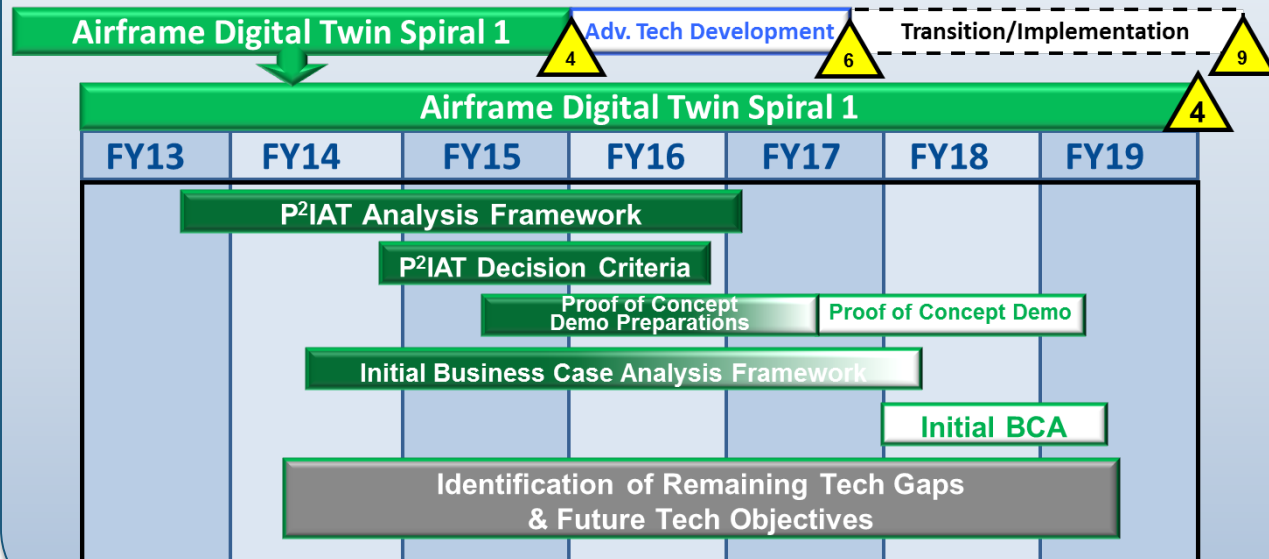 Airframe Digital Twin Spiral 1
4
Adv. Tech Development
6
Transition/Implementation
9
Airframe Digital Twin Spiral 1
4
FY13 FY14 FY15 FY16 FY17 FY18 FY19
P²IAT Analysis Framework
P²IAT Decision Criteria
Proof of Concept
Demo Preparations
Proof of Concept Demo
Initial Business Case Analysis Framework
Initial BCA
Identification of Remaining Tech Gaps
& Future Tech Objectives